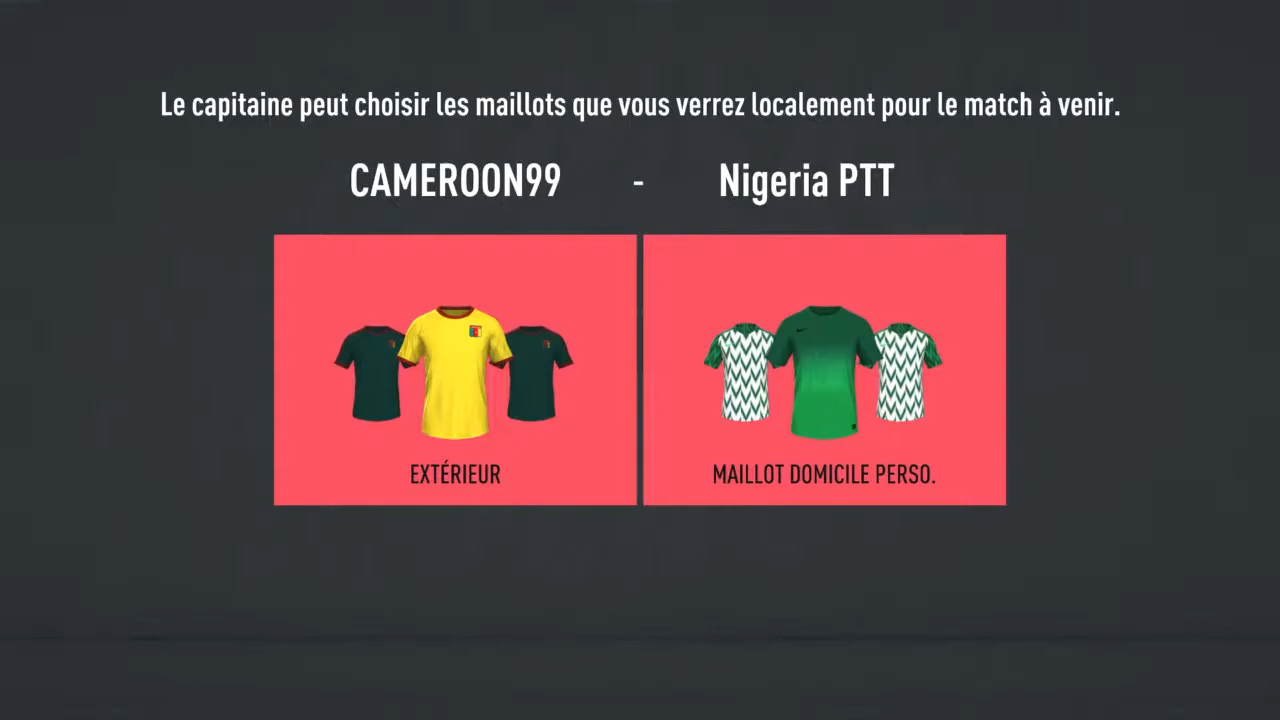 Le capitaine peut choisir les maillots que vous verrez localement pour le match à venir.
CAMEROON99 - Nigeria PTT
EXTÉRIEUR
MAILLOT DOMICILE PERSO.